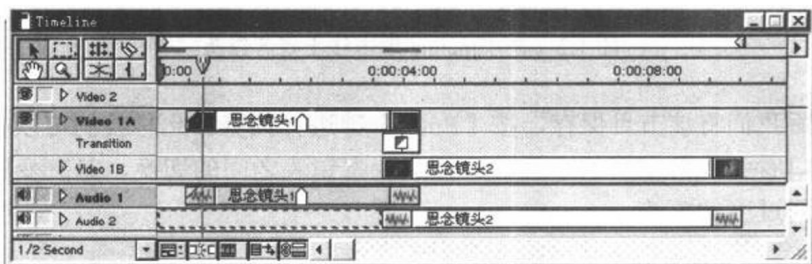 Timeline
0:00
0:00:04:00
0:00:08:00
Video 2
Video 1A
思念镜头1
Transition
Video 1B
思念镜头2
Audio 1
思念镜头1
Audio 2
思念镜头2
1/2 Second